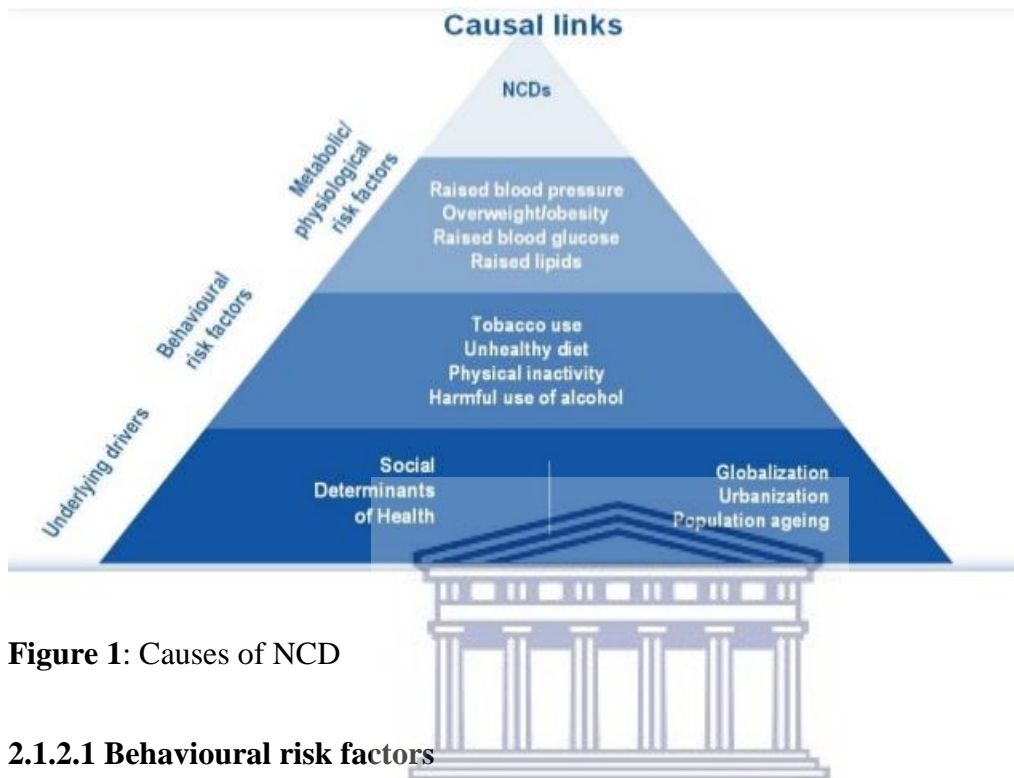 Causal links
NCDs
Metabolic/
physiological
risk factors
Raised blood pressure
Overweight/obesity
Raised blood glucose
Raised lipids
Behavioural
risk factors
Tobacco use
Unhealthy diet
Physical inactivity
Harmful use of alcohol
Underlying drivers
Social
Determinants
of Health
Globalization
Urbanization
Population ageing
Figure 1: Causes of NCD
2.1.2.1 Behavioural risk factors